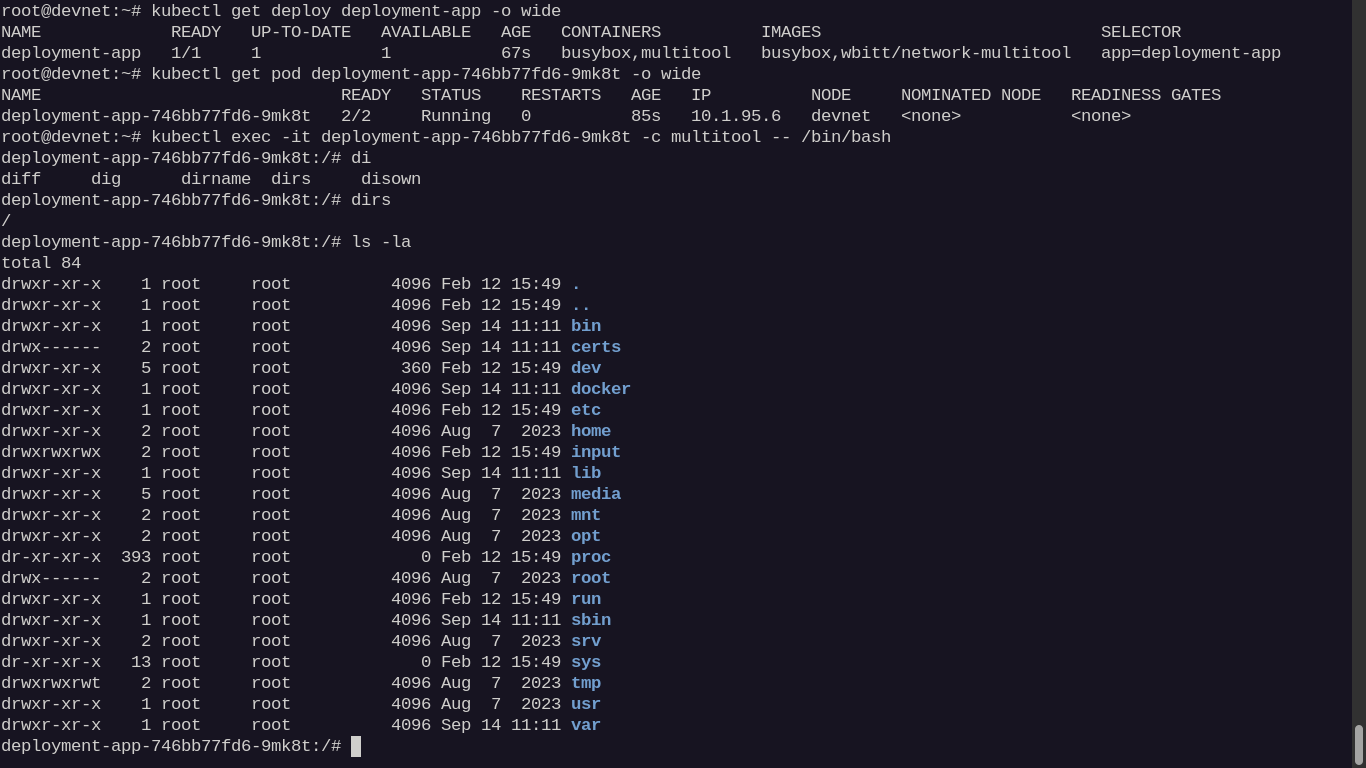 root@devnet:~# kubectl get deploy deployment-app -o wide
NAME             READY   UP-TO-DATE   AVAILABLE   AGE   CONTAINERS          IMAGES                            SELECTOR
deployment-app   1/1     1            1           67s   busybox,multitool   busybox,wbitt/network-multitool   app=deployment-app
root@devnet:~# kubectl get pod deployment-app-746bb77fd6-9mk8t -o wide
NAME                              READY   STATUS    RESTARTS   AGE   IP          NODE     NOMINATED NODE   READINESS GATES
deployment-app-746bb77fd6-9mk8t   2/2     Running   0          85s   10.1.95.6   devnet   <none>           <none>
root@devnet:~# kubectl exec -it deployment-app-746bb77fd6-9mk8t -c multitool -- /bin/bash
deployment-app-746bb77fd6-9mk8t:/# di
diff     dig      dirname  dirs     disown
deployment-app-746bb77fd6-9mk8t:/# dirs
/
deployment-app-746bb77fd6-9mk8t:/# ls -la
total 84
drwxr-xr-x    1 root     root          4096 Feb 12 15:49 .
drwxr-xr-x    1 root     root          4096 Feb 12 15:49 ..
drwxr-xr-x    1 root     root          4096 Sep 14 11:11 bin
drwx------    2 root     root          4096 Sep 14 11:11 certs
drwxr-xr-x    5 root     root           360 Feb 12 15:49 dev
drwxr-xr-x    1 root     root          4096 Sep 14 11:11 docker
drwxr-xr-x    1 root     root          4096 Feb 12 15:49 etc
drwxr-xr-x    2 root     root          4096 Aug  7  2023 home
drwxrwxrwx    2 root     root          4096 Feb 12 15:49 input
drwxr-xr-x    1 root     root          4096 Sep 14 11:11 lib
drwxr-xr-x    5 root     root          4096 Aug  7  2023 media
drwxr-xr-x    2 root     root          4096 Aug  7  2023 mnt
drwxr-xr-x    2 root     root          4096 Aug  7  2023 opt
dr-xr-xr-x  393 root     root             0 Feb 12 15:49 proc
drwx------    2 root     root          4096 Aug  7  2023 root
drwxr-xr-x    1 root     root          4096 Feb 12 15:49 run
drwxr-xr-x    1 root     root          4096 Sep 14 11:11 sbin
drwxr-xr-x    2 root     root          4096 Aug  7  2023 srv
dr-xr-xr-x   13 root     root             0 Feb 12 15:49 sys
drwxrwxrwt    2 root     root          4096 Aug  7  2023 tmp
drwxr-xr-x    1 root     root          4096 Aug  7  2023 usr
drwxr-xr-x    1 root     root          4096 Sep 14 11:11 var
deployment-app-746bb77fd6-9mk8t:/#